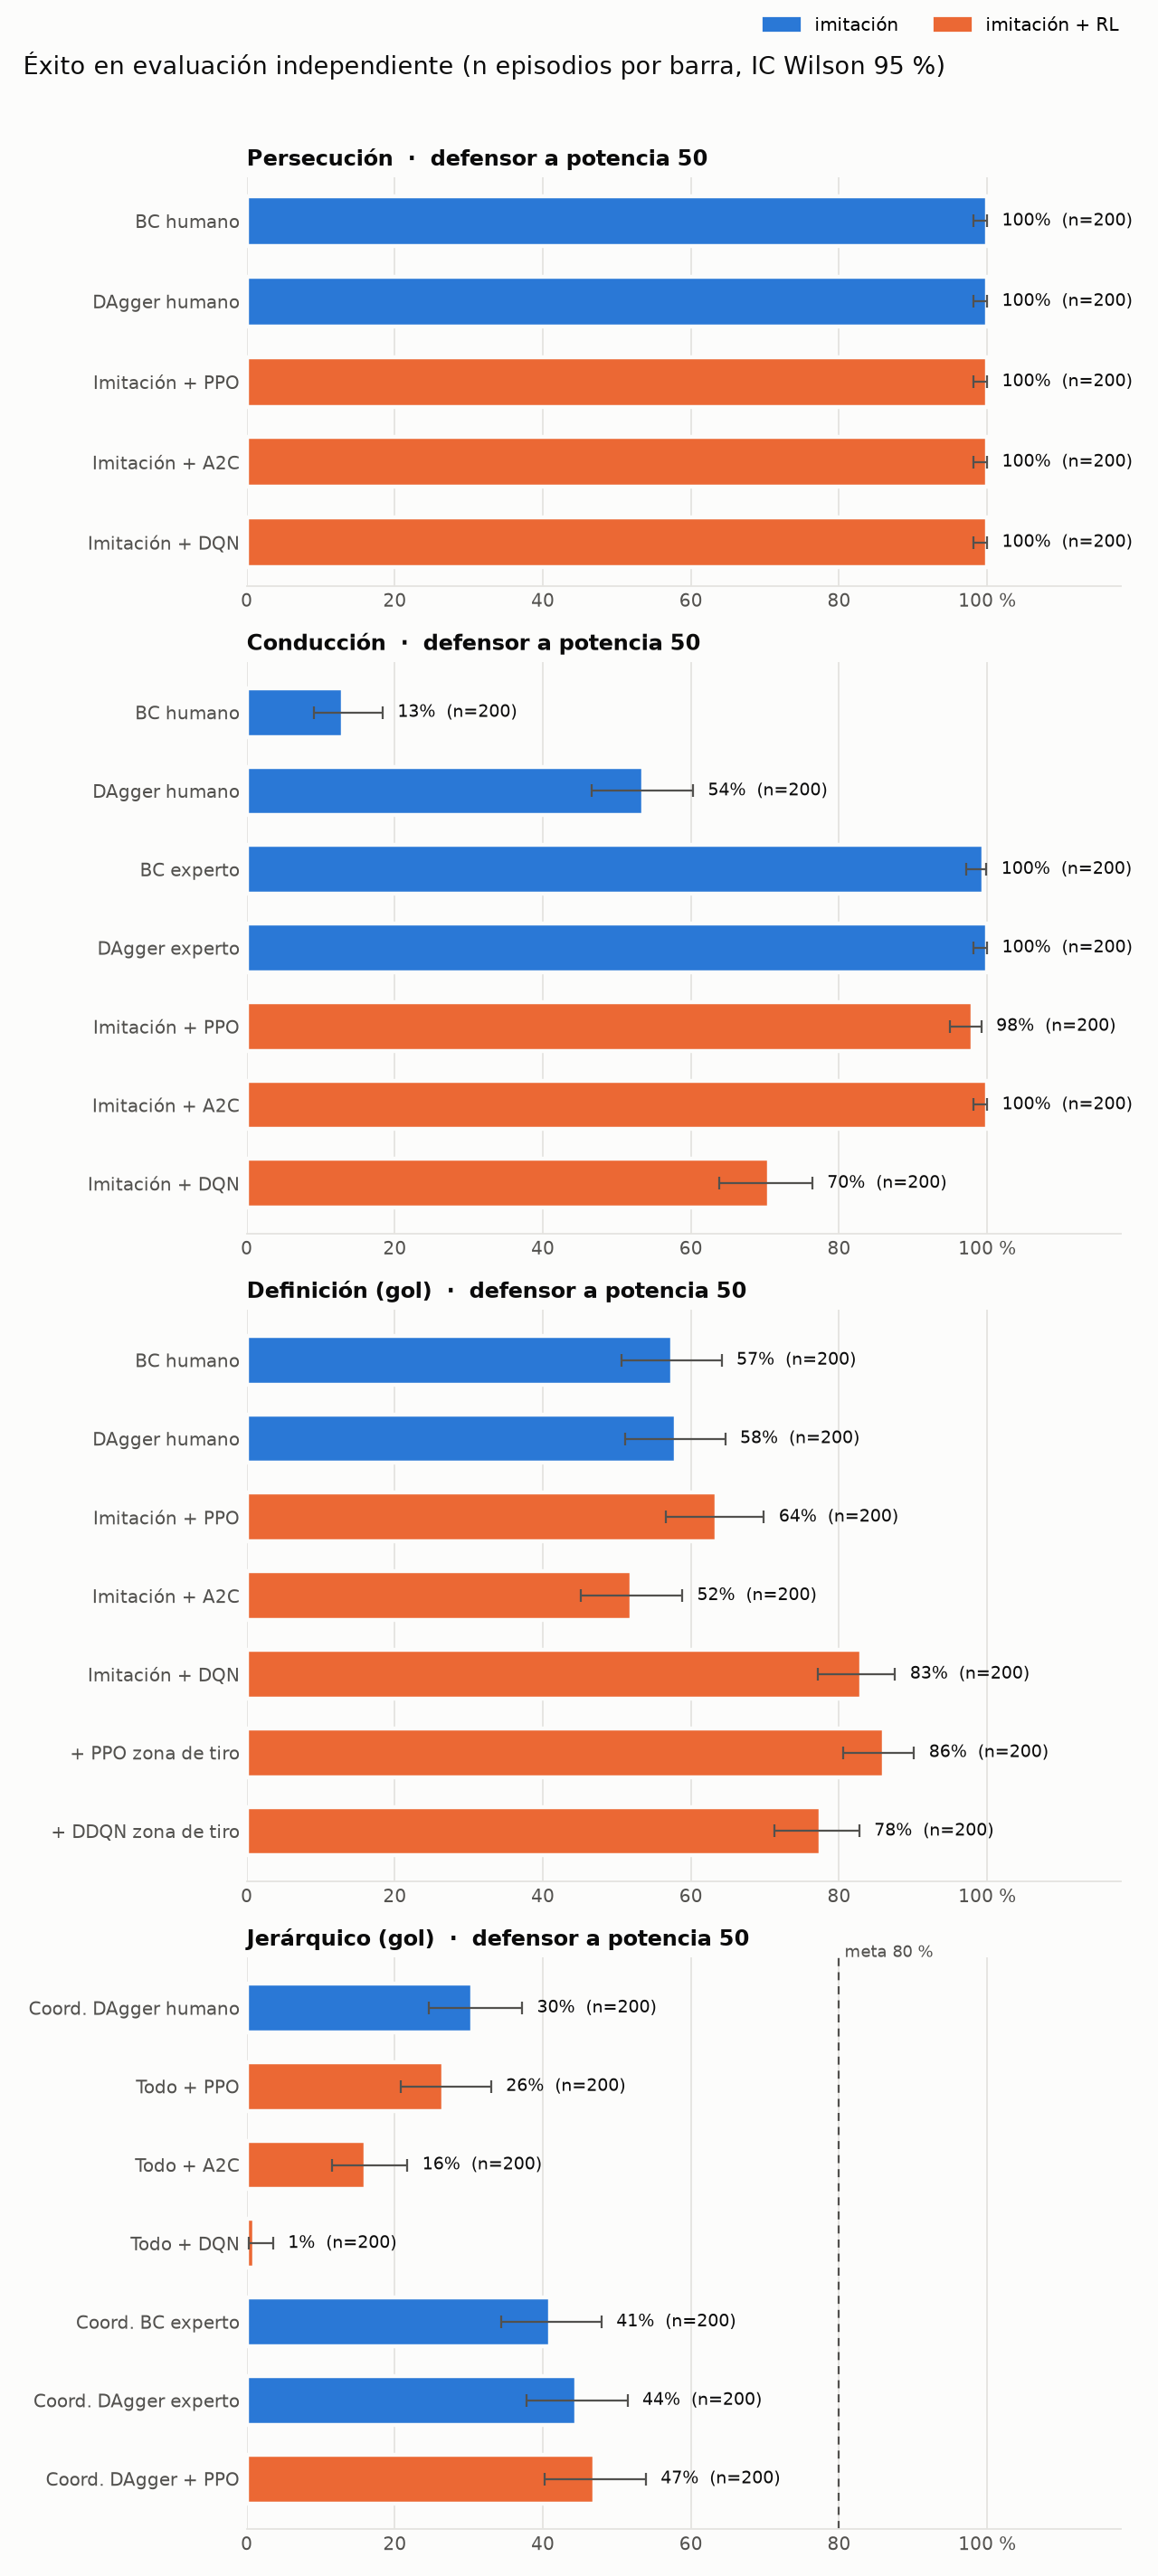 imitación   imitación + RL
Éxito en evaluación independiente (n episodios por barra, IC Wilson 95 %)
Persecución · defensor a potencia 50
BC humano 100% (n=200)
DAgger humano 100% (n=200)
Imitación + PPO 100% (n=200)
Imitación + A2C 100% (n=200)
Imitación + DQN 100% (n=200)
0 20 40 60 80 100 %
Conducción · defensor a potencia 50
BC humano 13% (n=200)
DAgger humano 54% (n=200)
BC experto 100% (n=200)
DAgger experto 100% (n=200)
Imitación + PPO 98% (n=200)
Imitación + A2C 100% (n=200)
Imitación + DQN 70% (n=200)
0 20 40 60 80 100 %
Definición (gol) · defensor a potencia 50
BC humano 57% (n=200)
DAgger humano 58% (n=200)
Imitación + PPO 64% (n=200)
Imitación + A2C 52% (n=200)
Imitación + DQN 83% (n=200)
+ PPO zona de tiro 86% (n=200)
+ DDQN zona de tiro 78% (n=200)
0 20 40 60 80 100 %
Jerárquico (gol) · defensor a potencia 50
meta 80 %
Coord. DAgger humano 30% (n=200)
Todo + PPO 26% (n=200)
Todo + A2C 16% (n=200)
Todo + DQN 1% (n=200)
Coord. BC experto 41% (n=200)
Coord. DAgger experto 44% (n=200)
Coord. DAgger + PPO 47% (n=200)
0 20 40 60 80 100 %